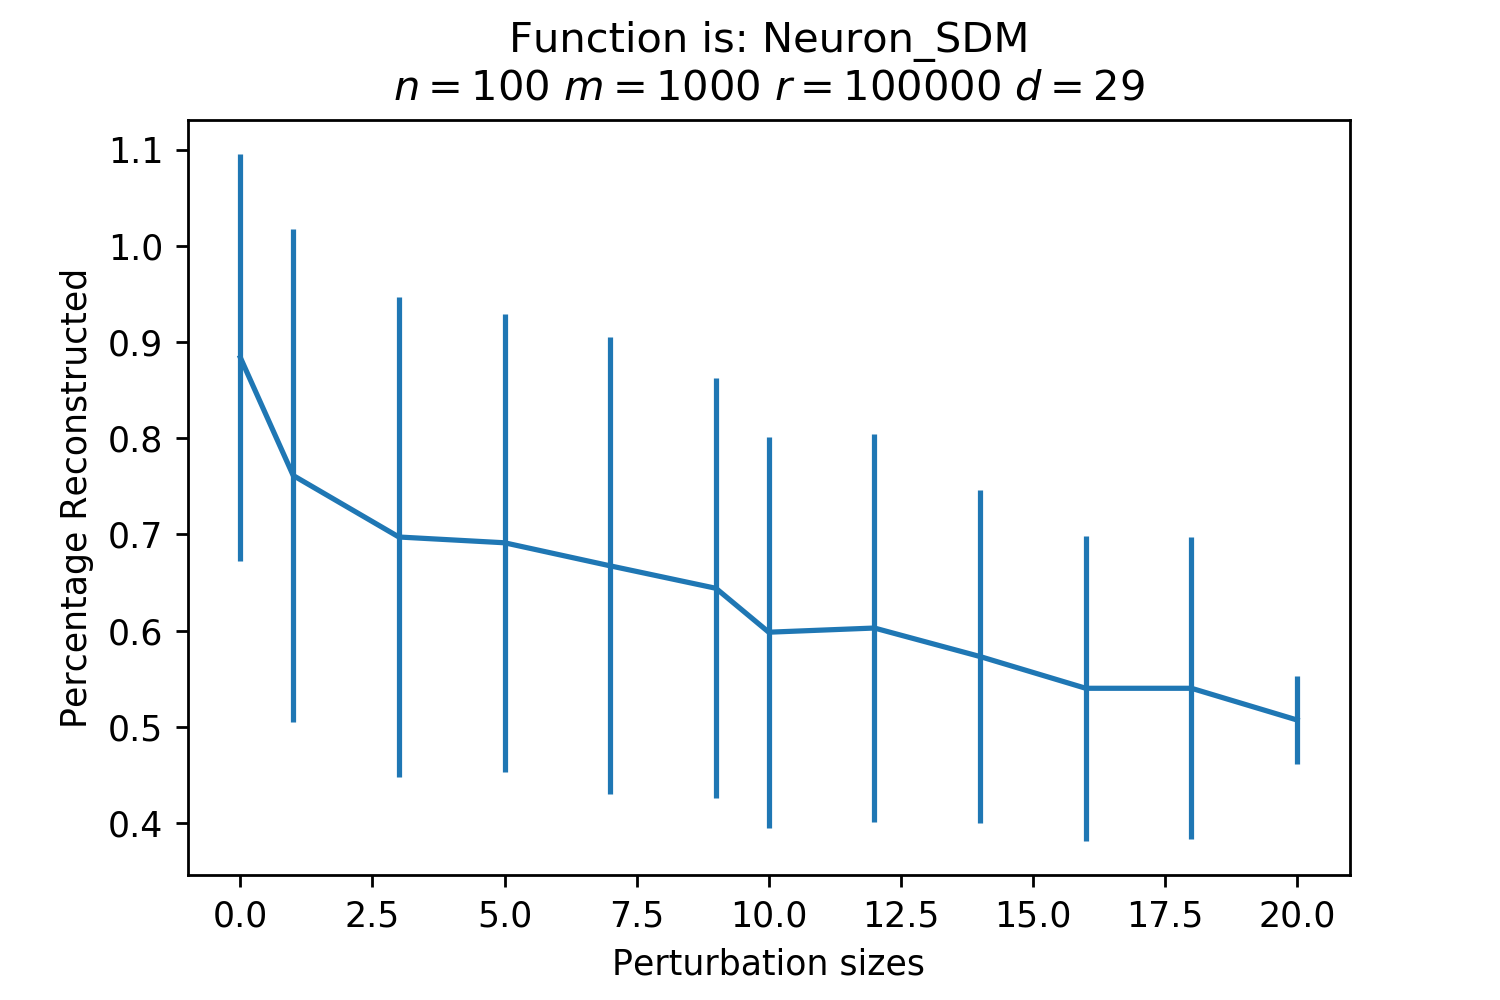 Function is: Neuron_SDM
n = 100 m = 1000 r = 100000 d = 29
1.1
1.0
0.9
0.8
0.7
0.6
0.5
0.4
Percentage Reconstructed
0.0 2.5 5.0 7.5 10.0 12.5 15.0 17.5 20.0
Perturbation sizes